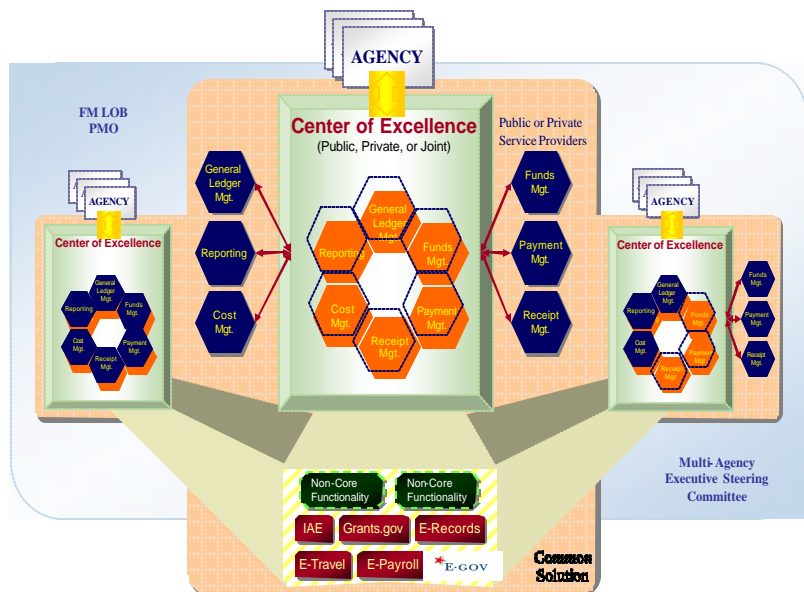 AGENCY
FM LOB
PMO
Center of Excellence
(Public, Private, or Joint)
Public or Private
Service Providers
General
Ledger
Mgt.
Reporting
Cost
Mgt.
General
Ledger
Mgt.
Reporting
Funds
Mgt.
Cost
Mgt.
Payment
Mgt.
Receipt
Mgt.
Funds
Mgt.
Payment
Mgt.
Receipt
Mgt.
AGENCY
Center of Excellence
General
Ledger
Mgt.
Reporting
Funds
Mgt.
Cost
Mgt.
Payment
Mgt.
Receipt
Mgt.
AGENCY
Center of Excellence
General
Ledger
Mgt.
Reporting
Funds
Mgt.
Cost
Mgt.
Payment
Mgt.
Receipt
Mgt.
Funds
Mgt.
Payment
Mgt.
Receipt
Mgt.
Multi-Agency
Executive Steering
Committee
Non-Core
Functionality
Non-Core
Functionality
IAE
Grants.gov
E-Records
E-Travel
E-Payroll
E-GOV
Common
Solution